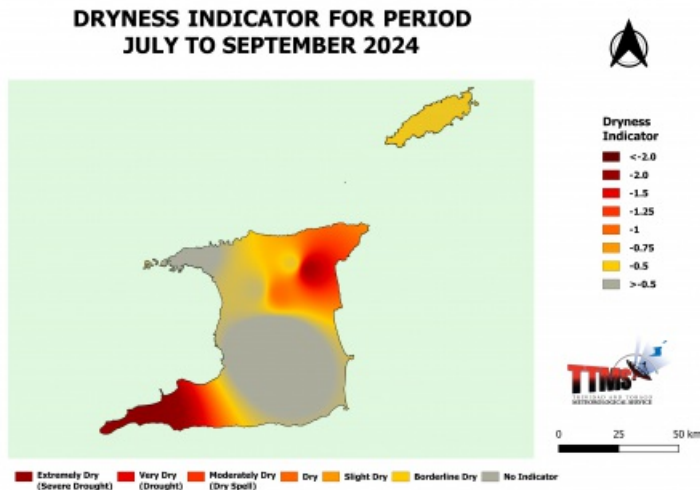 DRYNESS INDICATOR FOR PERIOD
JULY TO SEPTEMBER 2024
Dryness
Indicator
<-2.0
-2.0
-1.5
-1.25
-1
-0.75
-0.5
>-0.5
TTMS
TRINIDAD AND TOBAGO
METEOROLOGICAL SERVICE
0 25 50 km
Extremely Dry
(Severe Drought)
Very Dry
(Drought)
Moderately Dry
(Dry Spell)
Dry
Slight Dry
Borderline Dry
No Indicator